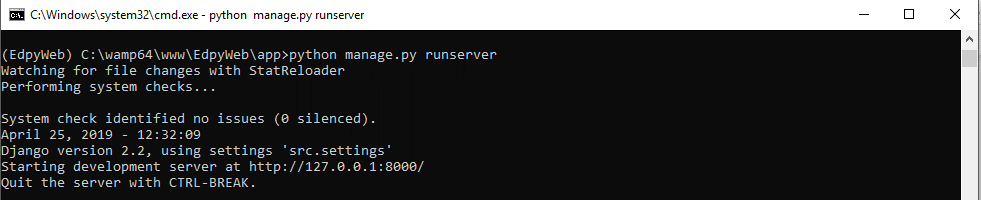 C:\Windows\system32\cmd.exe - python  manage.py runserver
(EdpyWeb) C:\wamp64\www\EdpyWeb\app>python manage.py runserver
Watching for file changes with StatReloader
Performing system checks...
System check identified no issues (0 silenced).
April 25, 2019 - 12:32:09
Django version 2.2, using settings 'src.settings'
Starting development server at http://127.0.0.1:8000/
Quit the server with CTRL-BREAK.